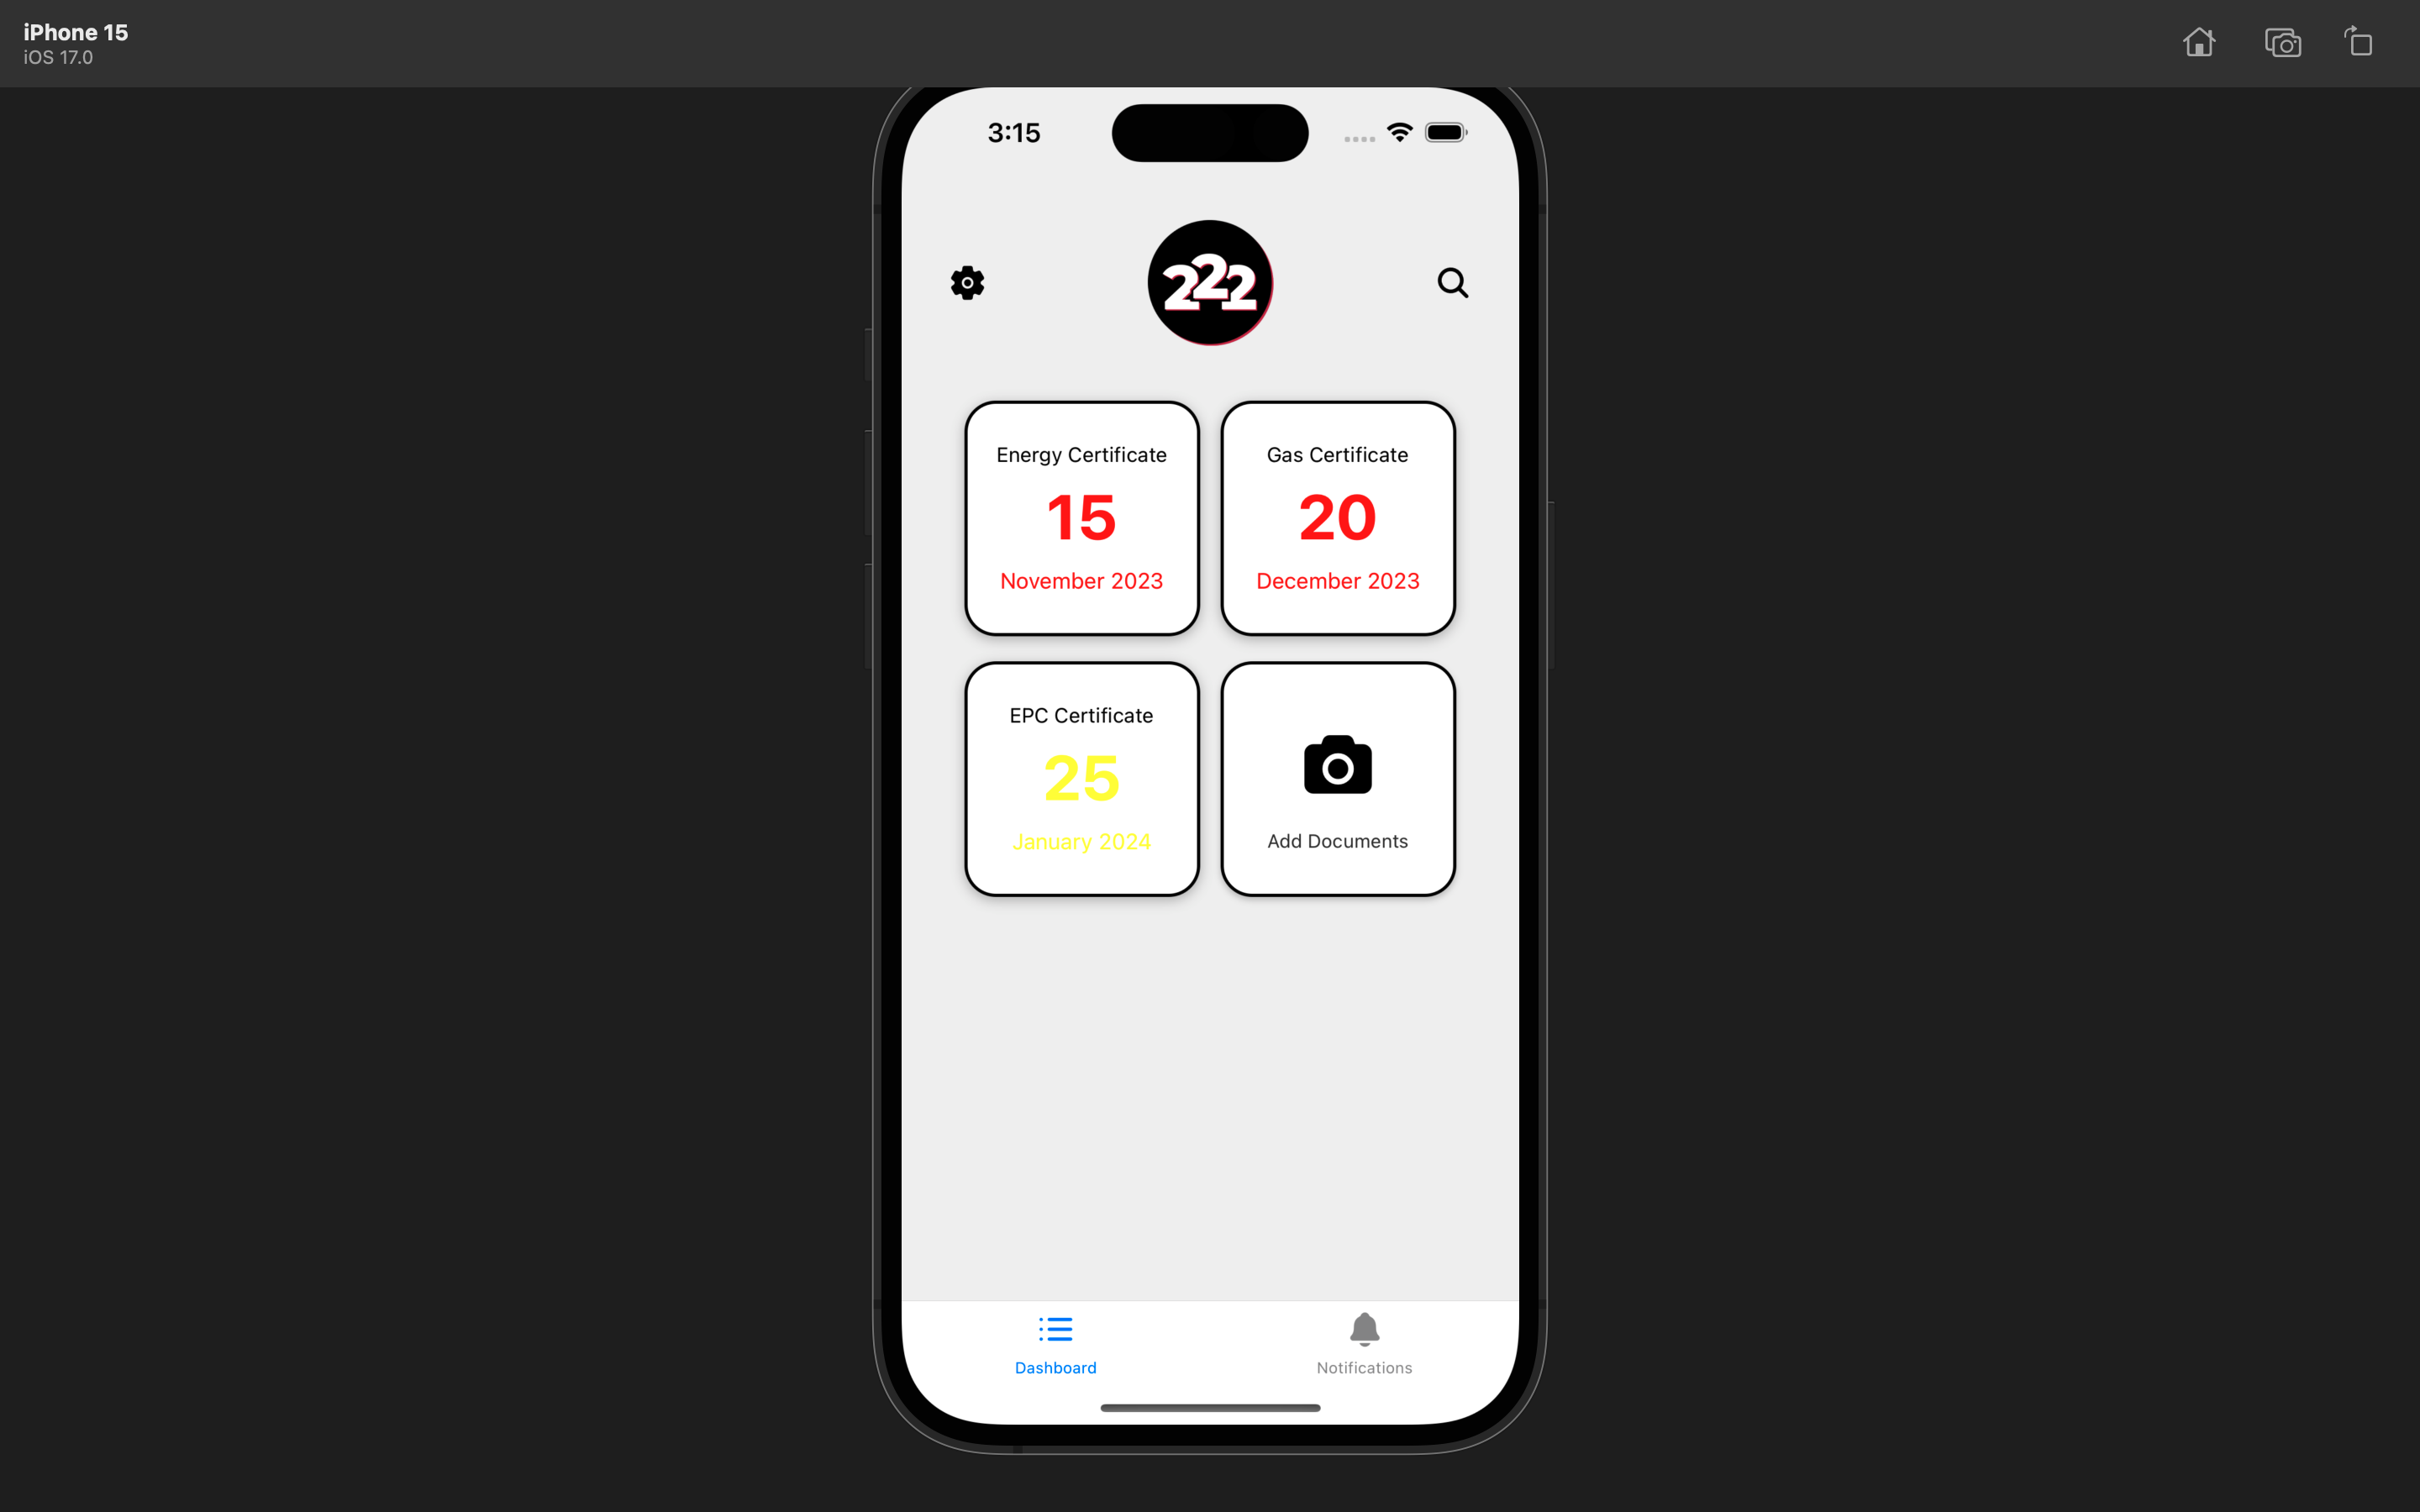 iPhone 15
iOS 17.0
3:15
222
Energy Certificate
15
November 2023
Gas Certificate
20
December 2023
EPC Certificate
25
January 2024
Add Documents
Dashboard
Notifications